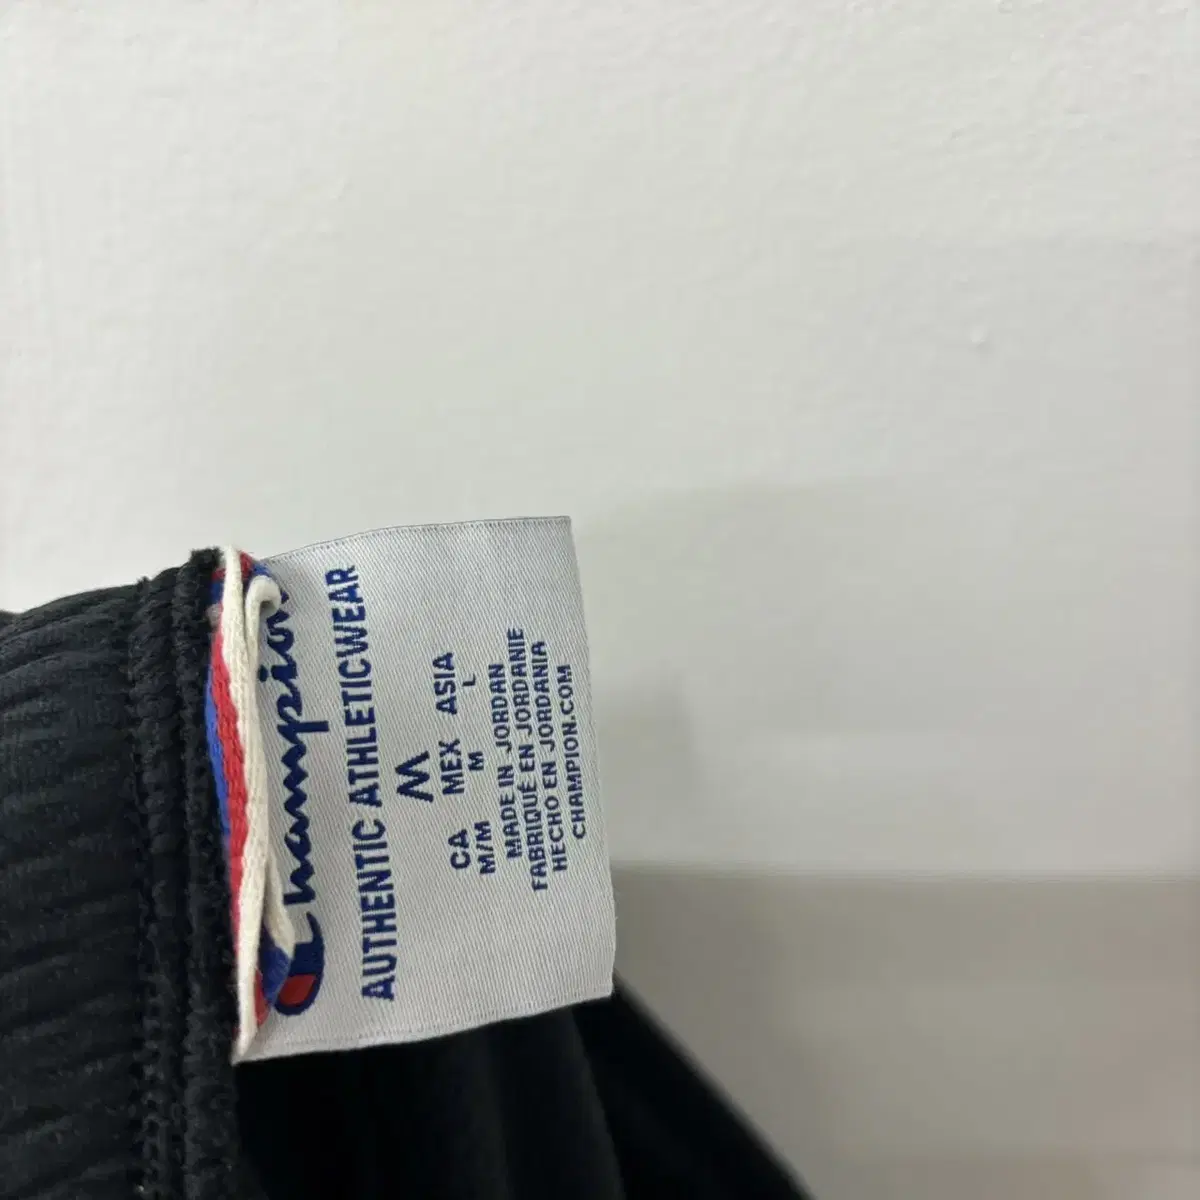 Champion
AUTHENTIC ATHLETICWEAR
M
CA MEX ASIA
M/M M L
MADE IN JORDAN
FABRIQUÉ EN JORDANIE
HECHO EN JORDANIA
CHAMPION.COM